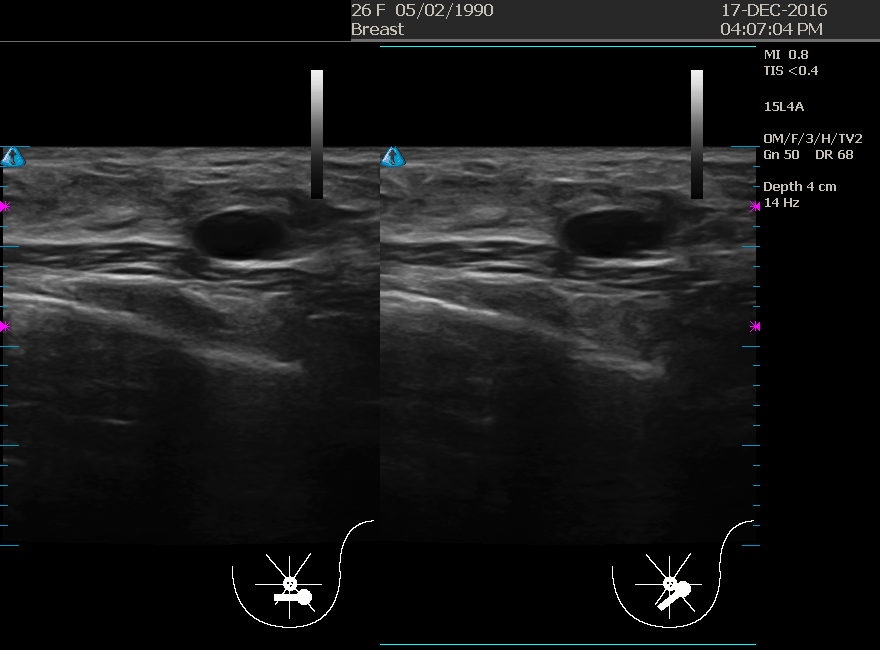 26 F 05/02/1990 17-DEC-2016
Breast 04:07:04 PM
MI 0.8
TIS <0.4
15L4A
OM/F/3/H/TV2
Gn 50 DR 68
Depth 4 cm
14 Hz